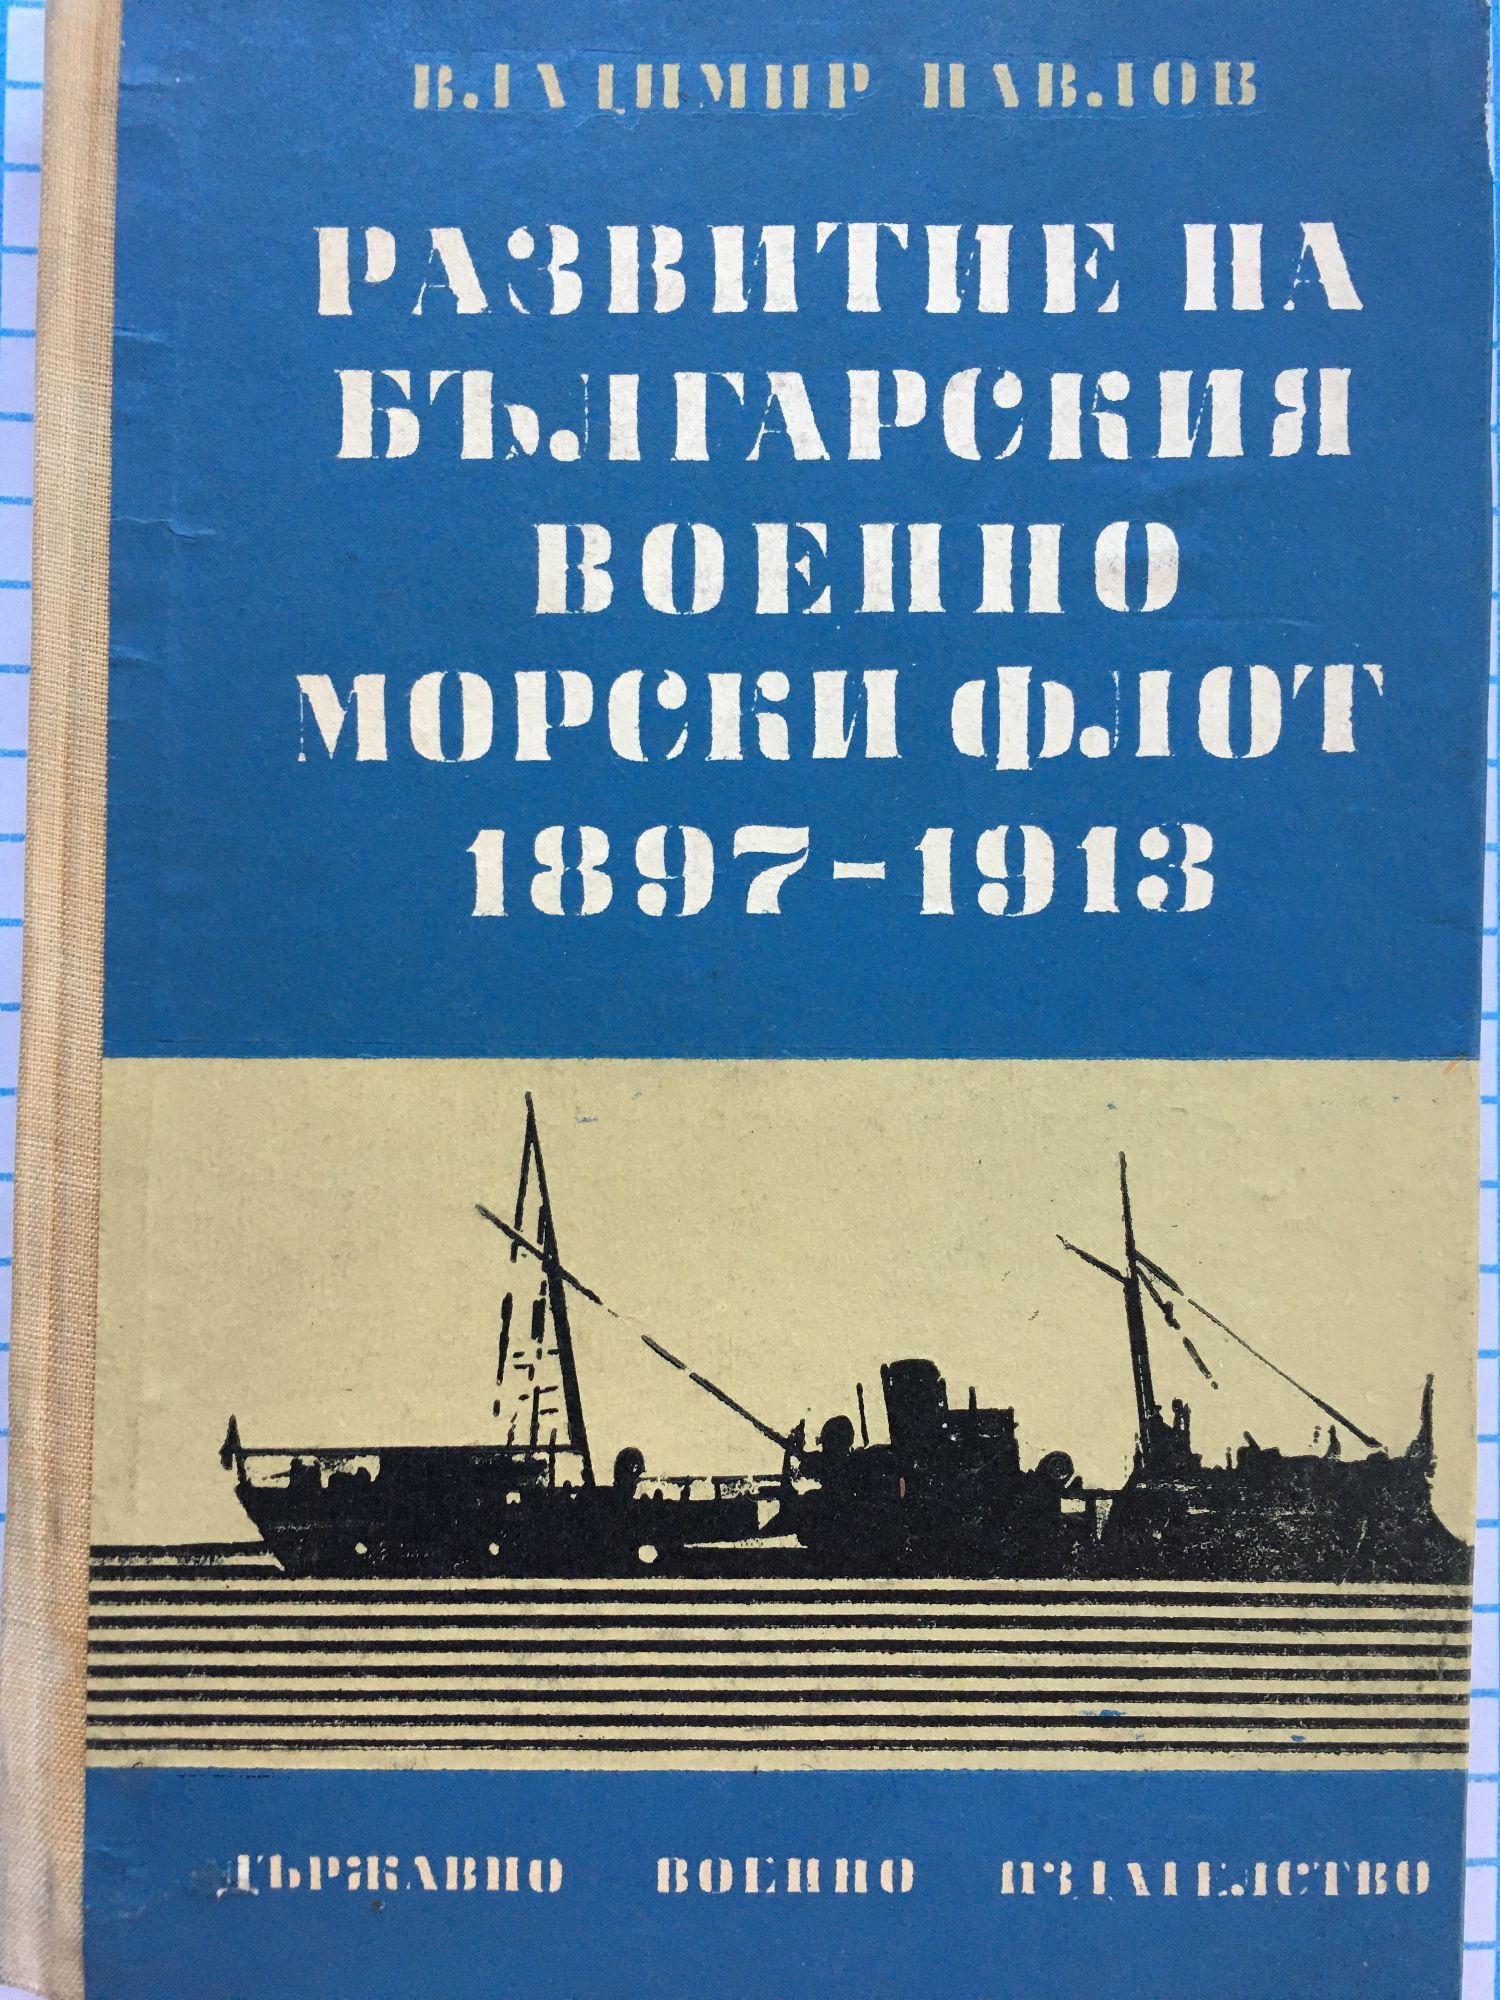 ВЛАДИМИР ПАВЛОВ
РАЗВИТИЕ НА
БЪЛГАРСКИЯ
ВОЕННО
МОРСКИ ФЛОТ
1897-1913
ДЪРЖАВНО ВОЕННО ИЗДАТЕЛСТВО